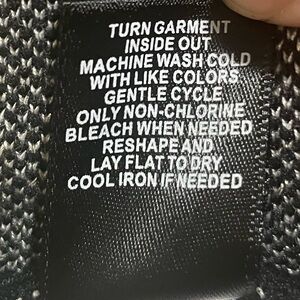 TURN GARMENT
INSIDE OUT
MACHINE WASH COLD
WITH LIKE COLORS
GENTLE CYCLE
ONLY NON-CHLORINE
BLEACH WHEN NEEDED
RESHAPE AND
LAY FLAT TO DRY
COOL IRON IF NEEDED